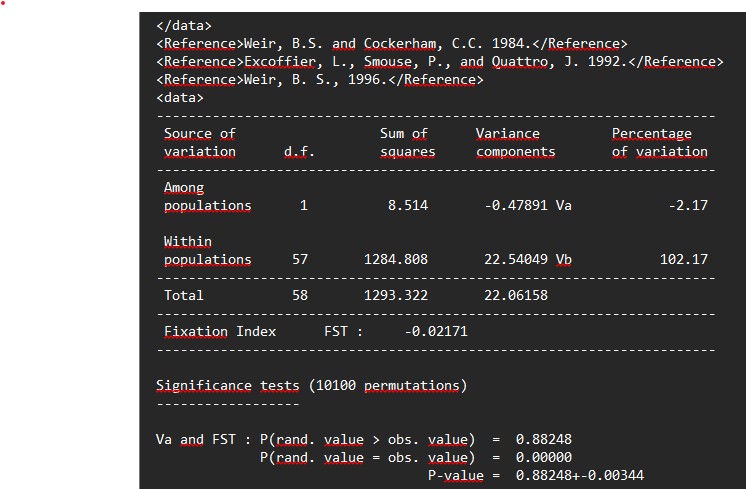 </data>
<Reference>Weir, B.S. and Cockerham, C.C. 1984.</Reference>
<Reference>Excoffier, L., Smouse, P., and Quattro, J. 1992.</Reference>
<Reference>Weir, B. S., 1996.</Reference>
<data>
----------------------------------------------------------------------
Source of                  Sum of      Variance         Percentage
variation      d.f.        squares     components       of variation
----------------------------------------------------------------------
Among
populations      1          8.514       -0.47891 Va            -2.17
Within
populations     57       1284.808       22.54049 Vb           102.17
----------------------------------------------------------------------
Total           58       1293.322       22.06158
----------------------------------------------------------------------
Fixation Index      FST :     -0.02171
----------------------------------------------------------------------
Significance tests (10100 permutations)
------------------
Va and FST : P(rand. value > obs. value)  =  0.88248
P(rand. value = obs. value)  =  0.00000
P-value =  0.88248+-0.00344